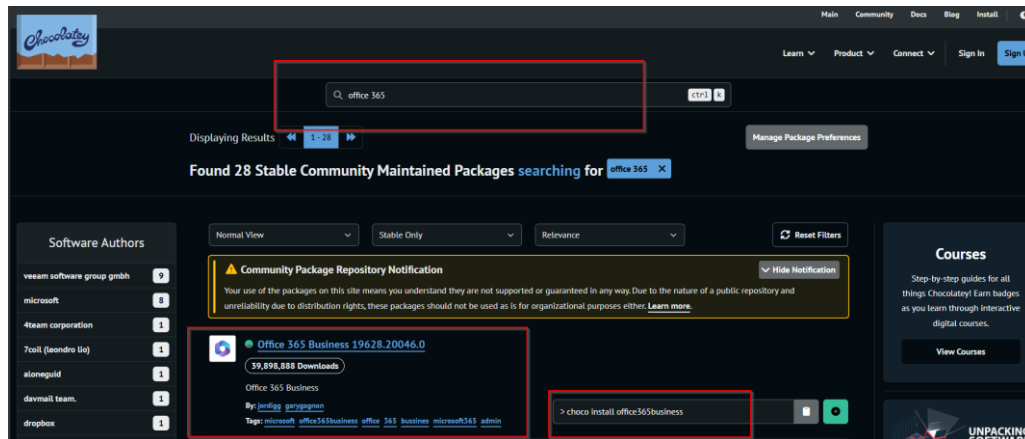 Main Community Docs Blog Install
Chocolatey
Learn Product Connect Sign In Sign
office 365 ctrl k
Displaying Results 1 - 28 Manage Package Preferences
Found 28 Stable Community Maintained Packages searching for office 365 X
Software Authors
veeam software group gmbh 9
microsoft 8
4team corporation 1
7coil (leondro lio) 1
aloneguid 1
davmail team. 1
dropbox 1
Normal View Stable Only Relevance Reset Filters
Community Package Repository Notification Hide Notification
Your use of the packages on this site means you understand they are not supported or guaranteed in any way. Due to the nature of a public repository and
unreliability due to distribution rights, these packages should not be used as is for organizational purposes either. Learn more.
Office 365 Business 19628.20046.0
39,898,888 Downloads
Office 365 Business
By: jordigg garygagnon
Tags: microsoft office365business office 365 bussines microsoft365 admin
> choco install office365business
Courses
Step-by-step guides for all
things Chocolatey! Earn badges
as you learn through interactive
digital courses.
View Courses
UNPACKING